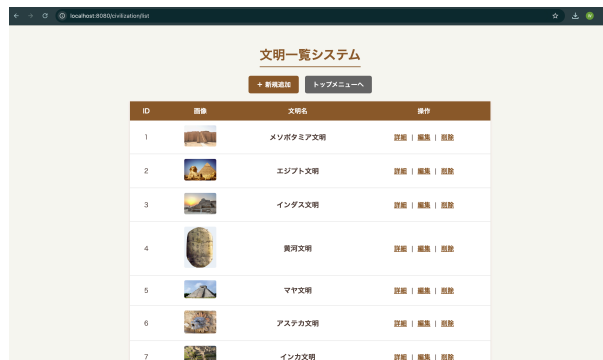 localhost:8080/civilization/list
文明一覧システム
+ 新規追加 トップメニューへ
ID 画像 文明名 操作
1 メソポタミア文明 詳細 | 編集 | 削除
2 エジプト文明 詳細 | 編集 | 削除
3 インダス文明 詳細 | 編集 | 削除
4 黄河文明 詳細 | 編集 | 削除
5 マヤ文明 詳細 | 編集 | 削除
6 アステカ文明 詳細 | 編集 | 削除
7 インカ文明 詳細 | 編集 | 削除